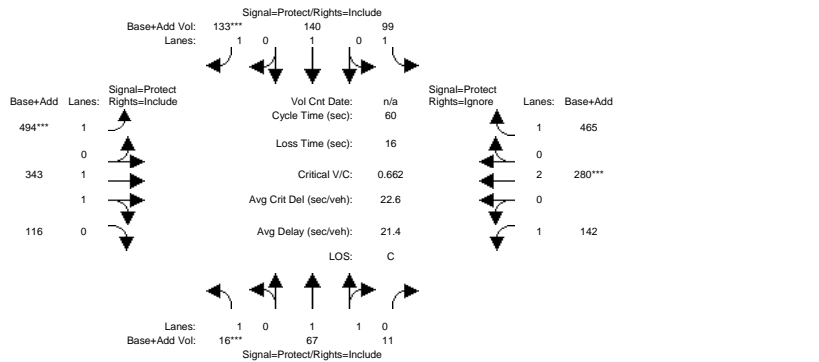 Signal=Protect/Rights=Include
Base+Add Vol: 133*** 140 99
Lanes: 1 0 1 0 1
Signal=Protect
Rights=Include
Base+Add Lanes:
Vol Cnt Date: n/a
Signal=Protect
Rights=Ignore
Lanes: Base+Add
Cycle Time (sec): 60
494*** 1
1 465
Loss Time (sec): 16
0
0
343 1
Critical V/C: 0.662
2 280***
1
Avg Crit Del (sec/veh): 22.6
0
116 0
Avg Delay (sec/veh): 21.4
1 142
LOS: C
Lanes: 1 0 1 1 0
Base+Add Vol: 16*** 67 11
Signal=Protect/Rights=Include